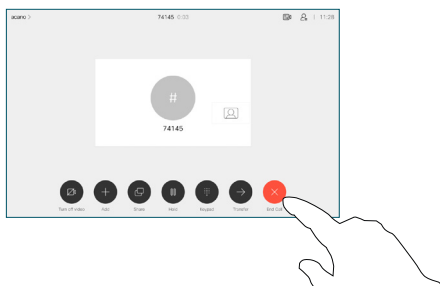 acano >
74145 0:03
11:28
#
74145
Turn off video
Add
Share
Hold
Keypad
Transfer
End Call